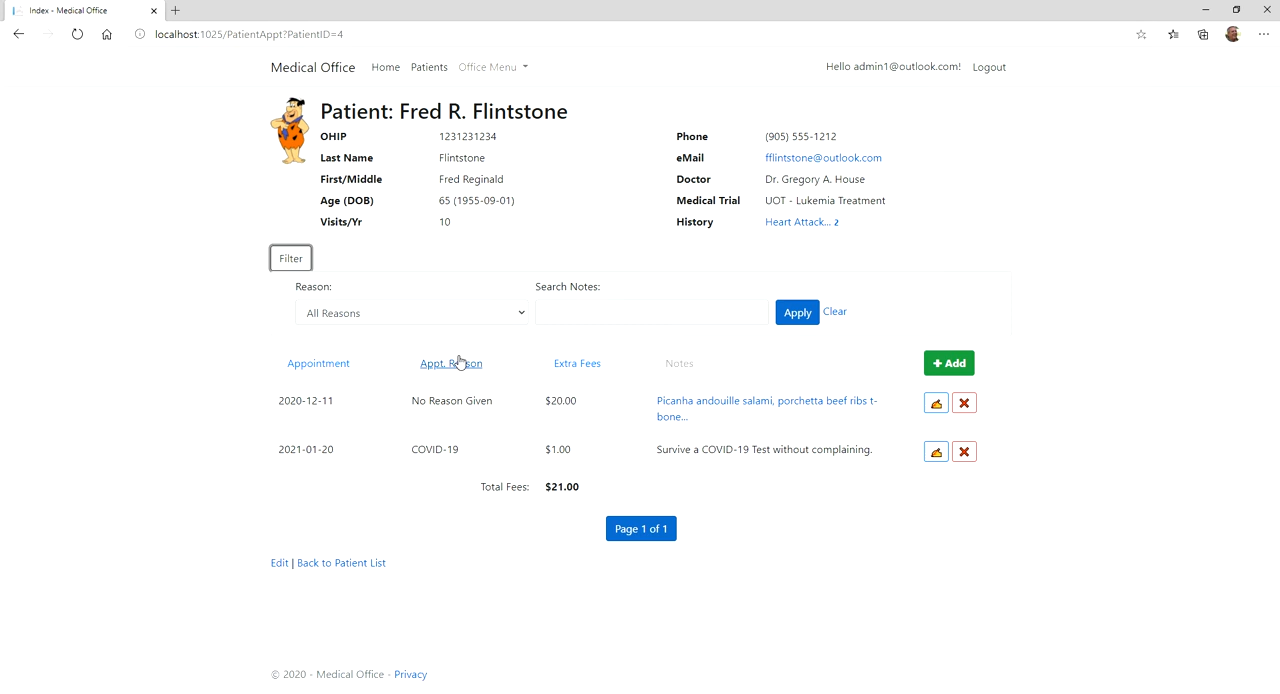 Index - Medical Office
localhost:1025/PatientAppt?PatientID=4
Medical Office Home Patients Office Menu Hello admin1@outlook.com! Logout
Patient: Fred R. Flintstone
OHIP 1231231234 Phone (905) 555-1212
Last Name Flintstone eMail fflintstone@outlook.com
First/Middle Fred Reginald Doctor Dr. Gregory A. House
Age (DOB) 65 (1955-09-01) Medical Trial UOT - Lukemia Treatment
Visits/Yr 10 History Heart Attack... 2
Filter
Reason: Search Notes:
All Reasons Apply Clear
Appointment Appt. Reason Extra Fees Notes + Add
2020-12-11 No Reason Given $20.00 Picanha andouille salami, porchetta beef ribs t-
bone...
2021-01-20 COVID-19 $1.00 Survive a COVID-19 Test without complaining.
Total Fees: $21.00
Page 1 of 1
Edit | Back to Patient List
© 2020 - Medical Office - Privacy